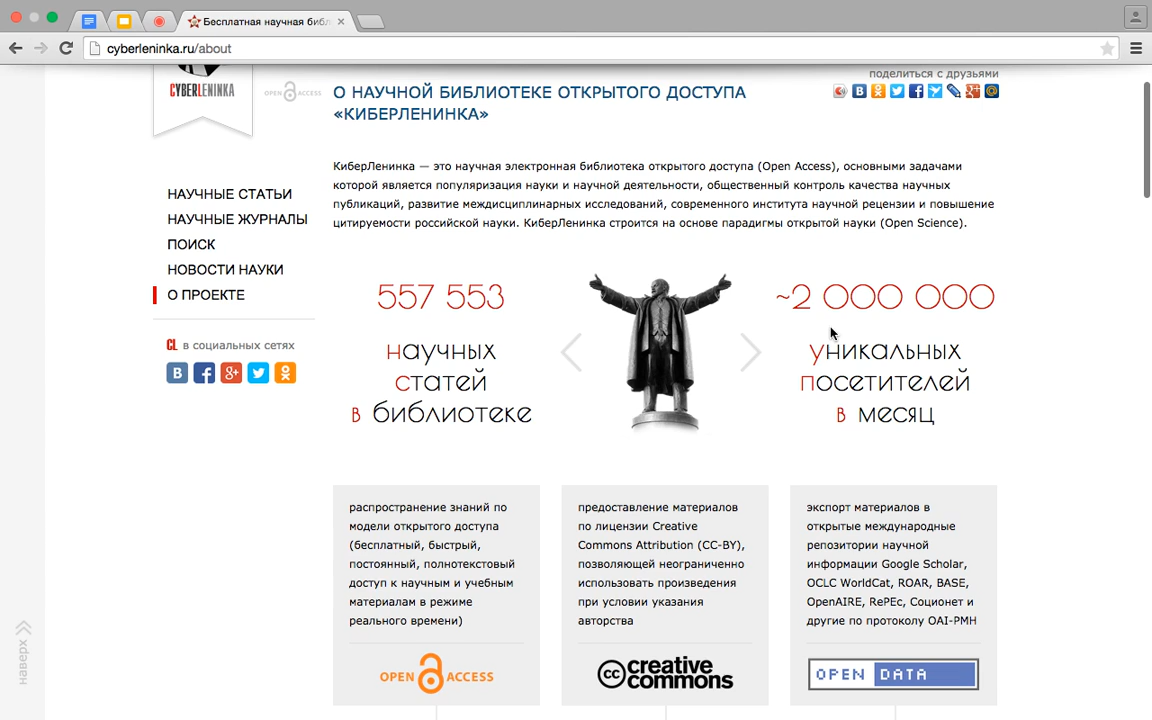 Бесплатная научная библ
cyberleninka.ru/about
CYBERLENINKA
OPEN ACCESS
О НАУЧНОЙ БИБЛИОТЕКЕ ОТКРЫТОГО ДОСТУПА
«КИБЕРЛЕНИНКА»
поделиться с друзьями
КиберЛенинка — это научная электронная библиотека открытого доступа (Open Access), основными задачами
которой является популяризация науки и научной деятельности, общественный контроль качества научных
публикаций, развитие междисциплинарных исследований, современного института научной рецензии и повышение
цитируемости российской науки. КиберЛенинка строится на основе парадигмы открытой науки (Open Science).
НАУЧНЫЕ СТАТЬИ
НАУЧНЫЕ ЖУРНАЛЫ
ПОИСК
НОВОСТИ НАУКИ
О ПРОЕКТЕ
CL в социальных сетях
557 553
научных
статей
в библиотеке
~2 000 000
уникальных
посетителей
в месяц
распространение знаний по
модели открытого доступа
(бесплатный, быстрый,
постоянный, полнотекстовый
доступ к научным и учебным
материалам в режиме
реального времени)
OPEN ACCESS
предоставление материалов
по лицензии Creative
Commons Attribution (CC-BY),
позволяющей неограниченно
использовать произведения
при условии указания
авторства
cc creative
commons
экспорт материалов в
открытые международные
репозитории научной
информации Google Scholar,
OCLC WorldCat, ROAR, BASE,
OpenAIRE, RePEc, Соционет и
другие по протоколу OAI-PMH
OPEN DATA
наверх